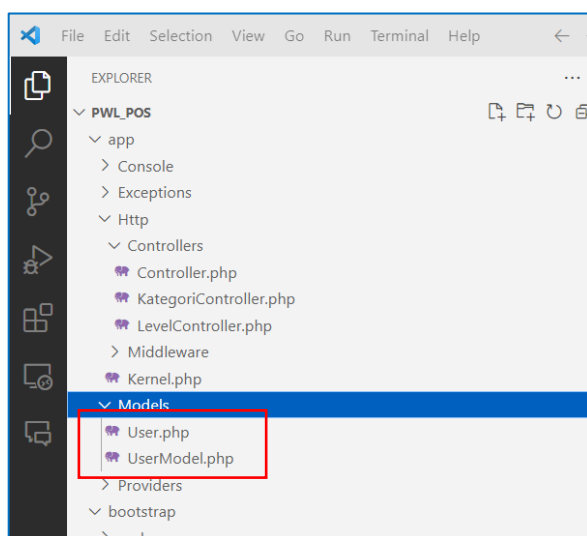 File Edit Selection View Go Run Terminal Help
EXPLORER
PWL_POS
app
Console
Exceptions
Http
Controllers
Controller.php
KategoriController.php
LevelController.php
Middleware
Kernel.php
Models
User.php
UserModel.php
Providers
bootstrap